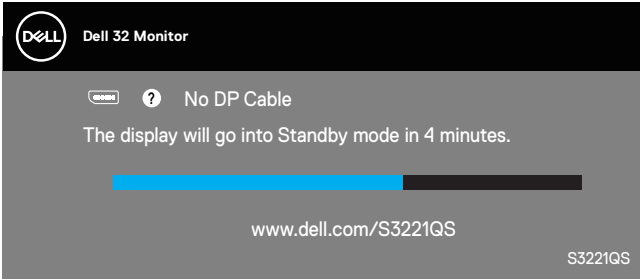 DELL
Dell 32 Monitor
? No DP Cable
The display will go into Standby mode in 4 minutes.
www.dell.com/S3221QS
S3221QS